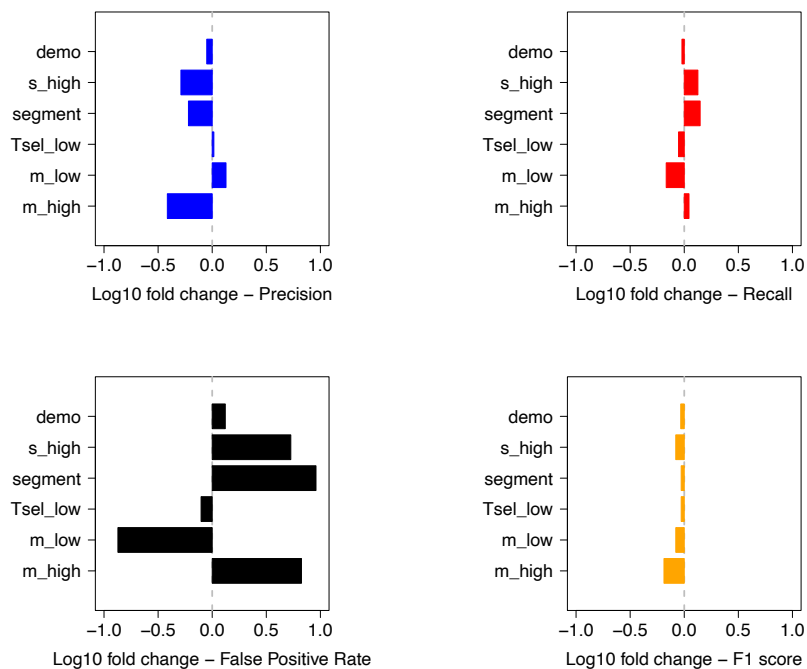 demo
s_high
segment
Tsel_low
m_low
m_high
−1.0 −0.5 0.0 0.5 1.0
Log10 fold change − Precision
demo
s_high
segment
Tsel_low
m_low
m_high
−1.0 −0.5 0.0 0.5 1.0
Log10 fold change − Recall
demo
s_high
segment
Tsel_low
m_low
m_high
−1.0 −0.5 0.0 0.5 1.0
Log10 fold change − False Positive Rate
demo
s_high
segment
Tsel_low
m_low
m_high
−1.0 −0.5 0.0 0.5 1.0
Log10 fold change − F1 score